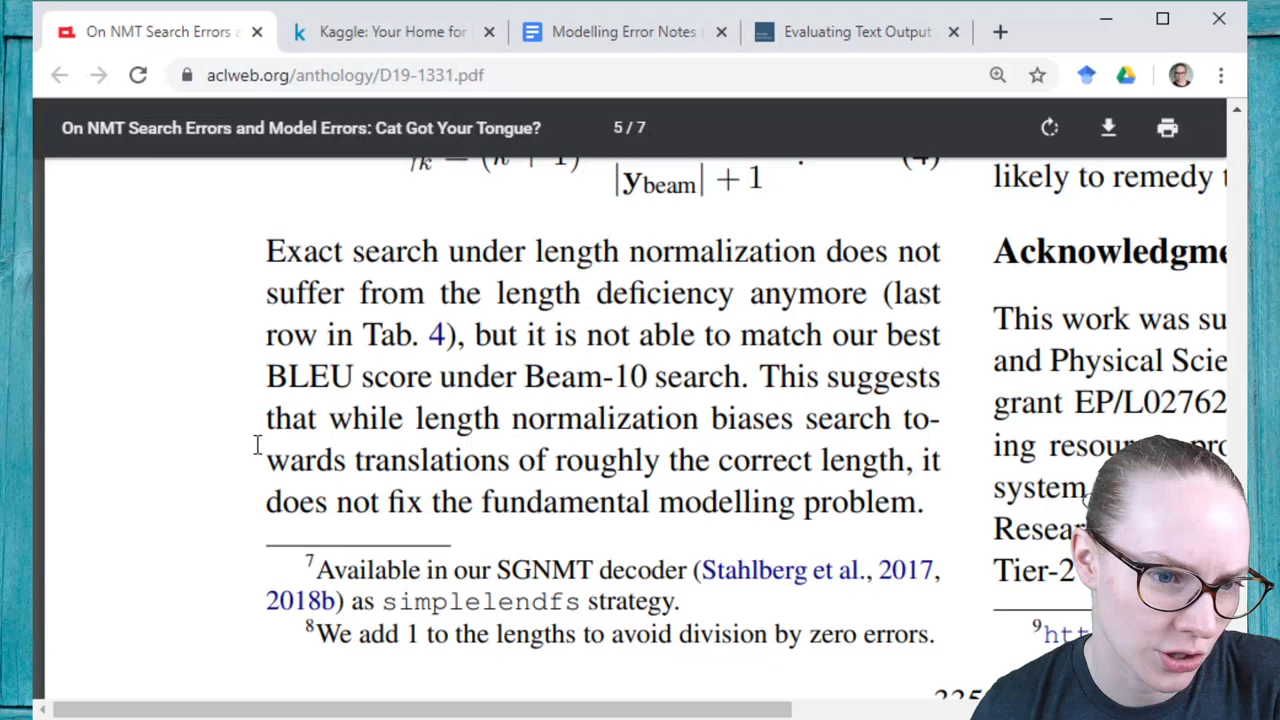 On NMT Search Errors a
Kaggle: Your Home for
Modelling Error Notes
Evaluating Text Output
aclweb.org/anthology/D19-1331.pdf
On NMT Search Errors and Model Errors: Cat Got Your Tongue?
5 / 7
|y_beam| + 1
(4)
Exact search under length normalization does not
suffer from the length deficiency anymore (last
row in Tab. 4), but it is not able to match our best
BLEU score under Beam-10 search. This suggests
that while length normalization biases search to-
wards translations of roughly the correct length, it
does not fix the fundamental modelling problem.
7Available in our SGNMT decoder (Stahlberg et al., 2017,
2018b) as simplelendfs strategy.
8We add 1 to the lengths to avoid division by zero errors.
likely to remedy t
Acknowledgme
This work was su
and Physical Scie
grant EP/L02762
ing
system
Resear
Tier-2
9htt